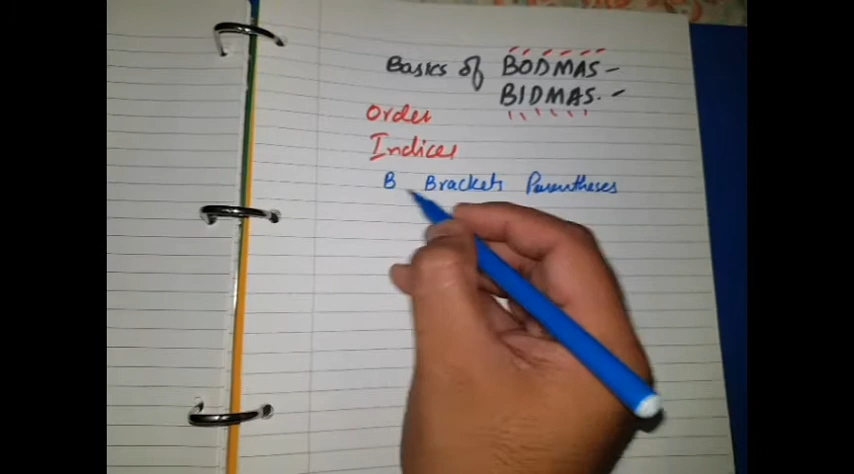 Basics of BODMAS -
BIDMAS. -
Order
Indices
B Brackets Parentheses